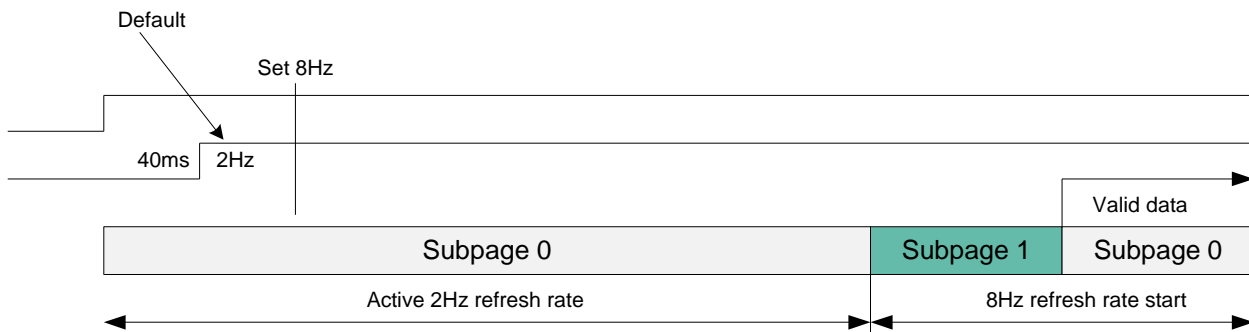 Default
Set 8Hz
40ms
2Hz
Valid data
Subpage 0
Subpage 1
Subpage 0
Active 2Hz refresh rate
8Hz refresh rate start